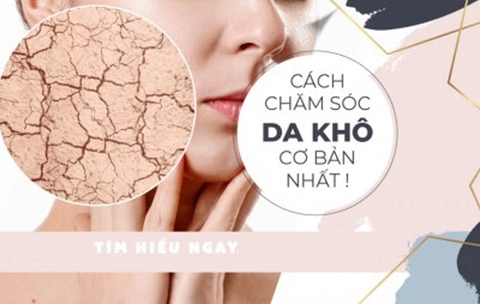 CÁCH
CHĂM SÓC
DA KHÔ
CƠ BẢN
NHẤT !
TÌM HIỂU NGAY